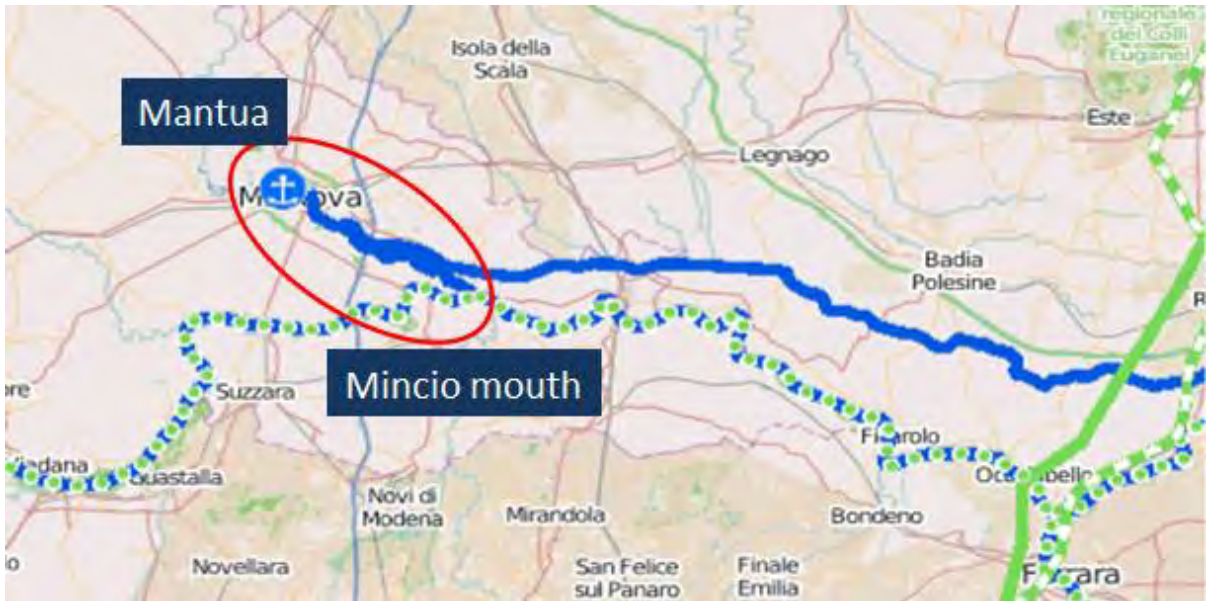 regionale
dei Colli
Euganei
Isola della
Scala
Mantua
Este
Legnago
Badia
Polesine
Mincio mouth
Suzzara
Guastalla
Novi di
Modena
Mirandola
Bondeno
Novellara
San Felice
sul Panaro
Finale
Emilia